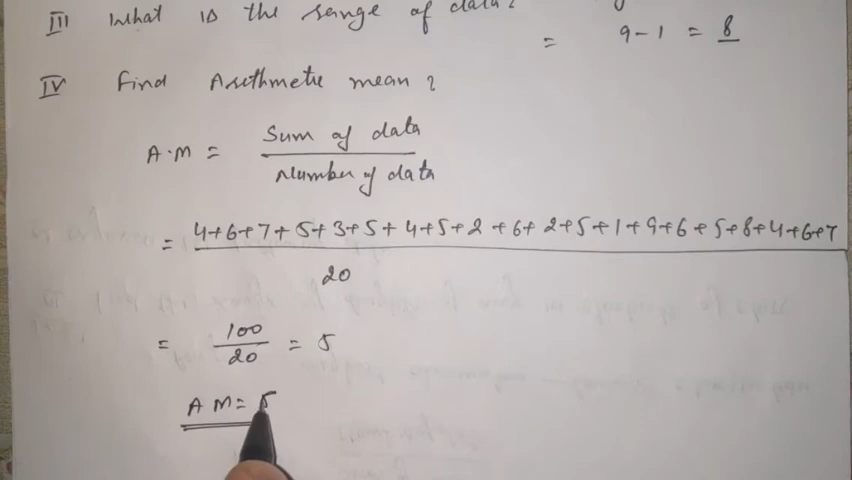 III What is the range of data?
= 9-1 = 8
IV Find Arithmetic mean?
A.M = Sum of data
Number of data
= 4+6+7+5+3+5+4+5+2+6+2+5+1+9+6+5+8+4+6+7
20
= 100 = 5
20
A M = 5